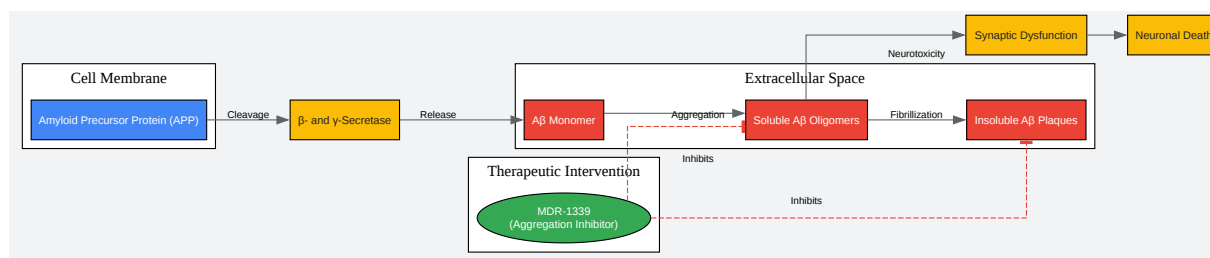 Synaptic Dysfunction
Neuronal Death
Neurotoxicity
Cell Membrane
Extracellular Space
Amyloid Precursor Protein (APP)
Cleavage
β- and γ-Secretase
Release
Aβ Monomer
Aggregation
Soluble Aβ Oligomers
Fibrillization
Insoluble Aβ Plaques
Inhibits
Therapeutic Intervention
MDR-1339
(Aggregation Inhibitor)
Inhibits